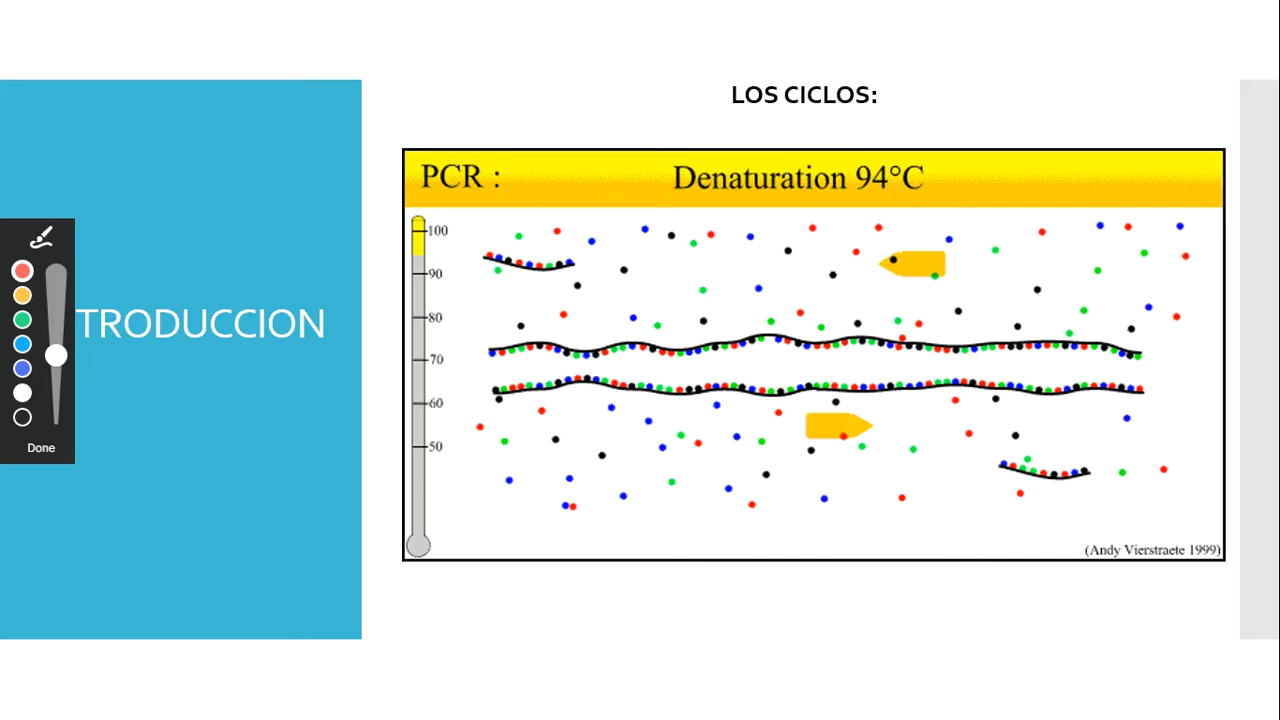 LOS CICLOS:
PCR : Denaturation 94°C
TRODUCCION
100
90
80
70
60
50
Done
(Andy Vierstraete 1999)